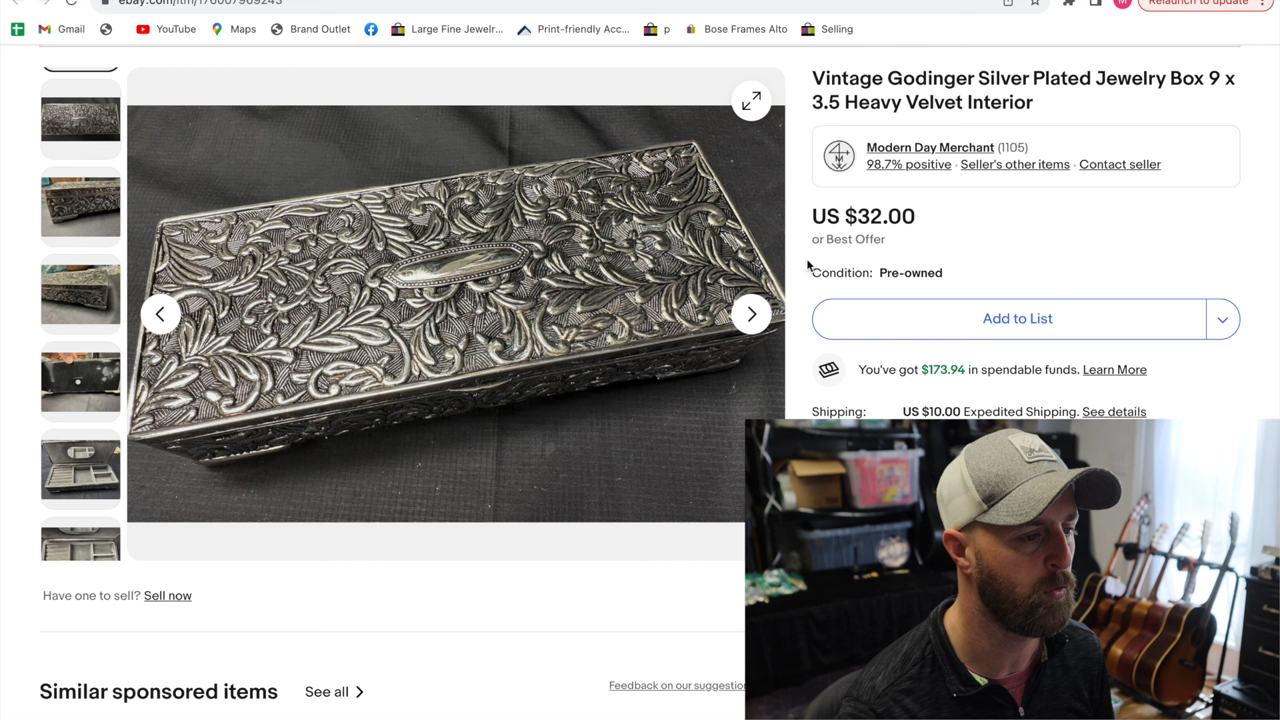 ebay.com/itm/176007969243
M
Relaunch to update
Gmail
YouTube
Maps
Brand Outlet
Large Fine Jewelr...
Print-friendly Acc...
p
Bose Frames Alto
Selling
Vintage Godinger Silver Plated Jewelry Box 9 x
3.5 Heavy Velvet Interior
Modern Day Merchant (1105)
98.7% positive · Seller's other items · Contact seller
US $32.00
or Best Offer
Condition: Pre-owned
Add to List
You've got $173.94 in spendable funds. Learn More
Shipping: US $10.00 Expedited Shipping. See details
Have one to sell? Sell now
Similar sponsored items See all
Feedback on our